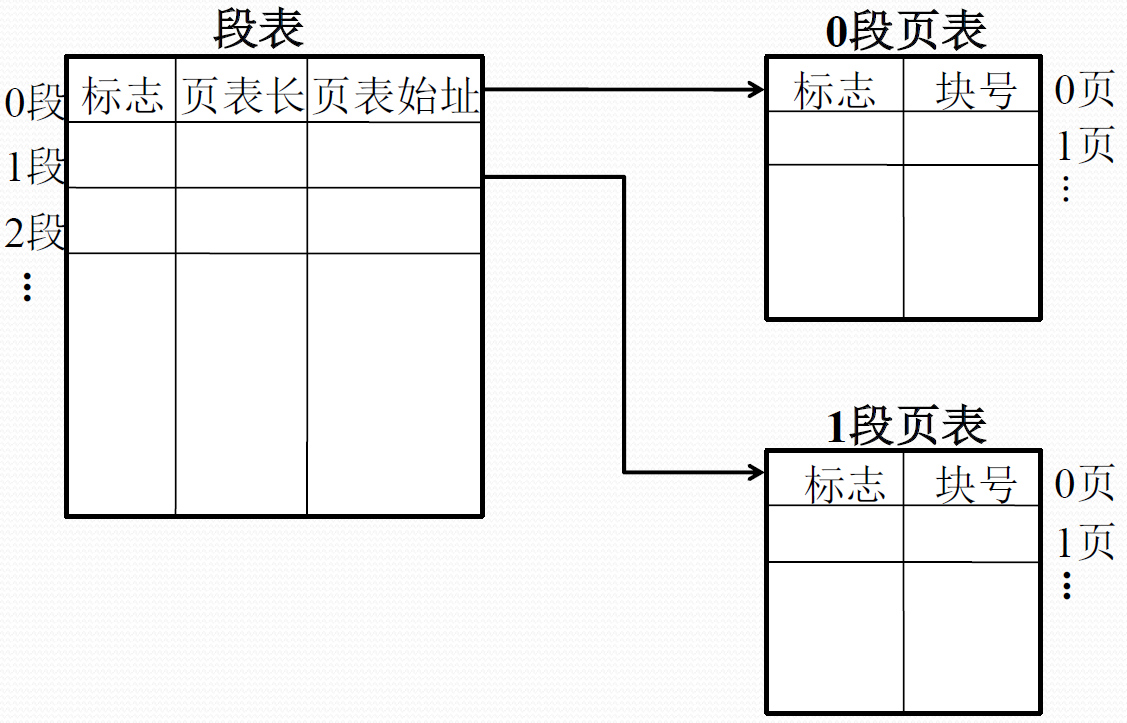 段表
0段 标志 页表长 页表始址
1段
2段
⋮
0段页表
标志 块号 0页
1页
⋮
1段页表
标志 块号 0页
1页
⋮